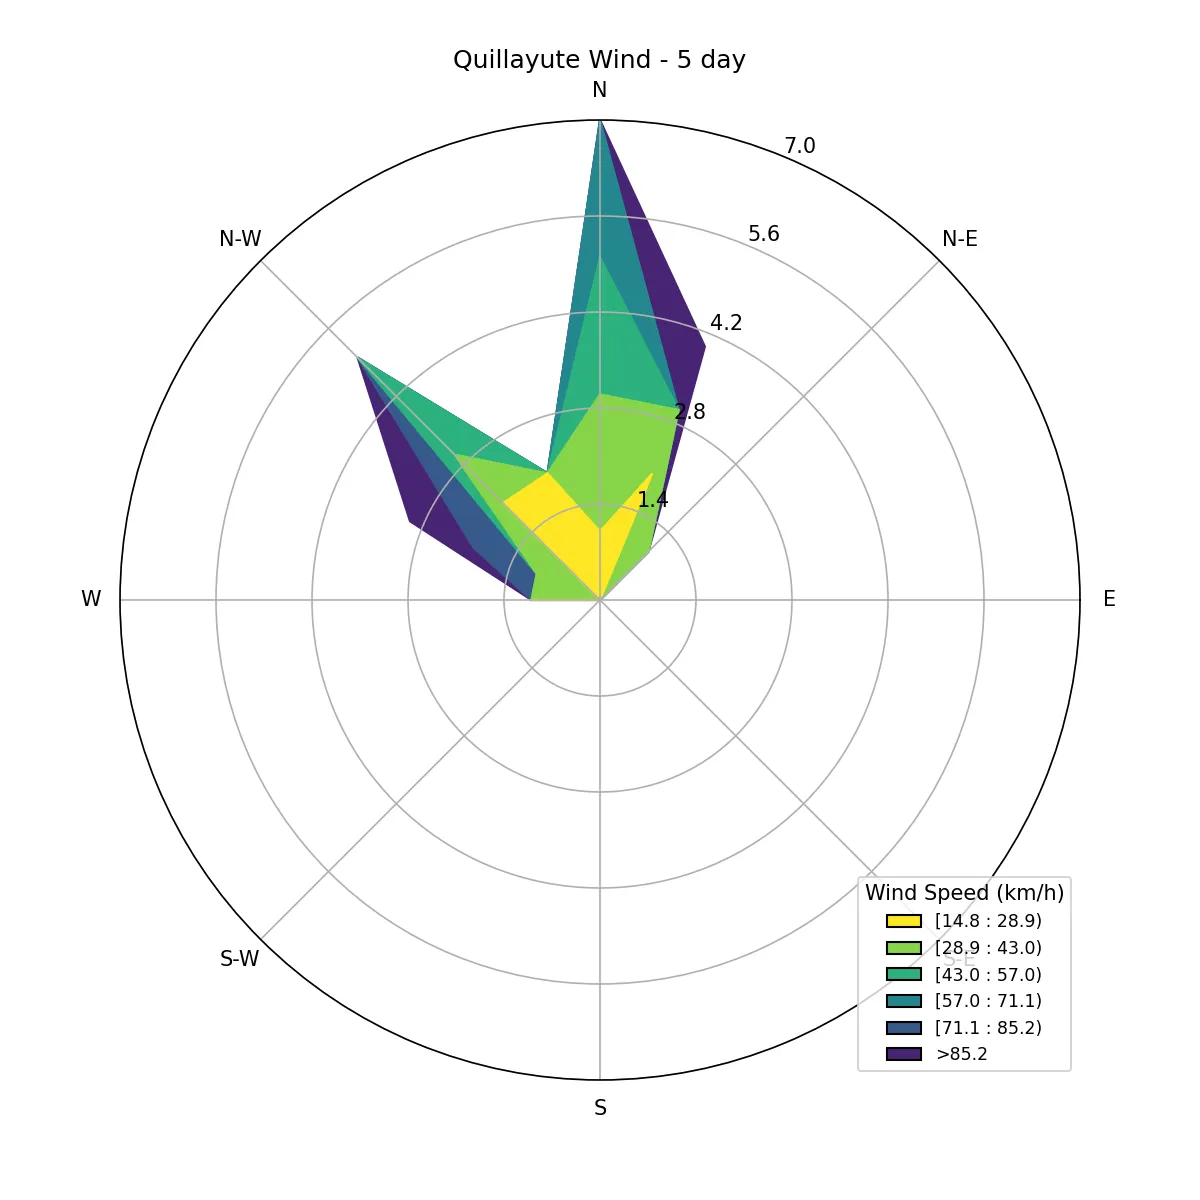 Quillayute Wind - 5 day
N
7.0
N-W
5.6
N-E
4.2
2.8
1.4
W
E
S-W
S-E
Wind Speed (km/h)
[14.8 : 28.9)
[28.9 : 43.0)
[43.0 : 57.0)
[57.0 : 71.1)
[71.1 : 85.2)
>85.2
S